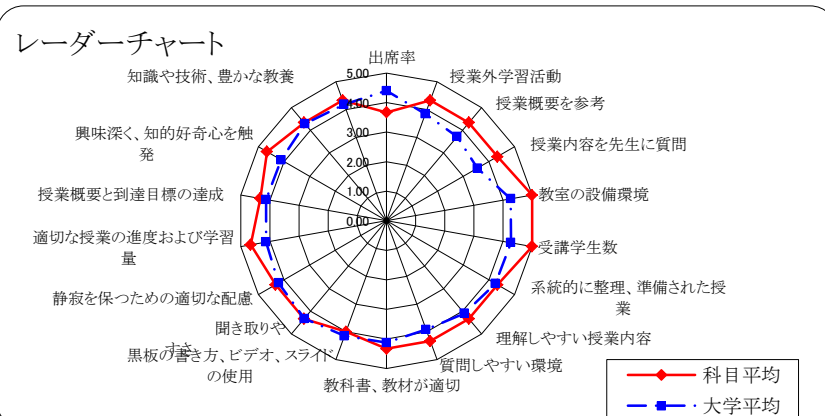 レーダーチャート
出席率
授業外学習活動
授業概要を参考
授業内容を先生に質問
教室の設備環境
受講学生数
系統的に整理、準備された授
業
理解しやすい授業内容
質問しやすい環境
教科書、教材が適切
黒板の書き方、ビデオ、スライド
の使用
聞き取りや
すさ
静寂を保つための適切な配慮
適切な授業の進度および学習
量
授業概要と到達目標の達成
興味深く、知的好奇心を触
発
知識や技術、豊かな教養
5.00
4.00
3.00
2.00
1.00
0.00
科目平均
大学平均